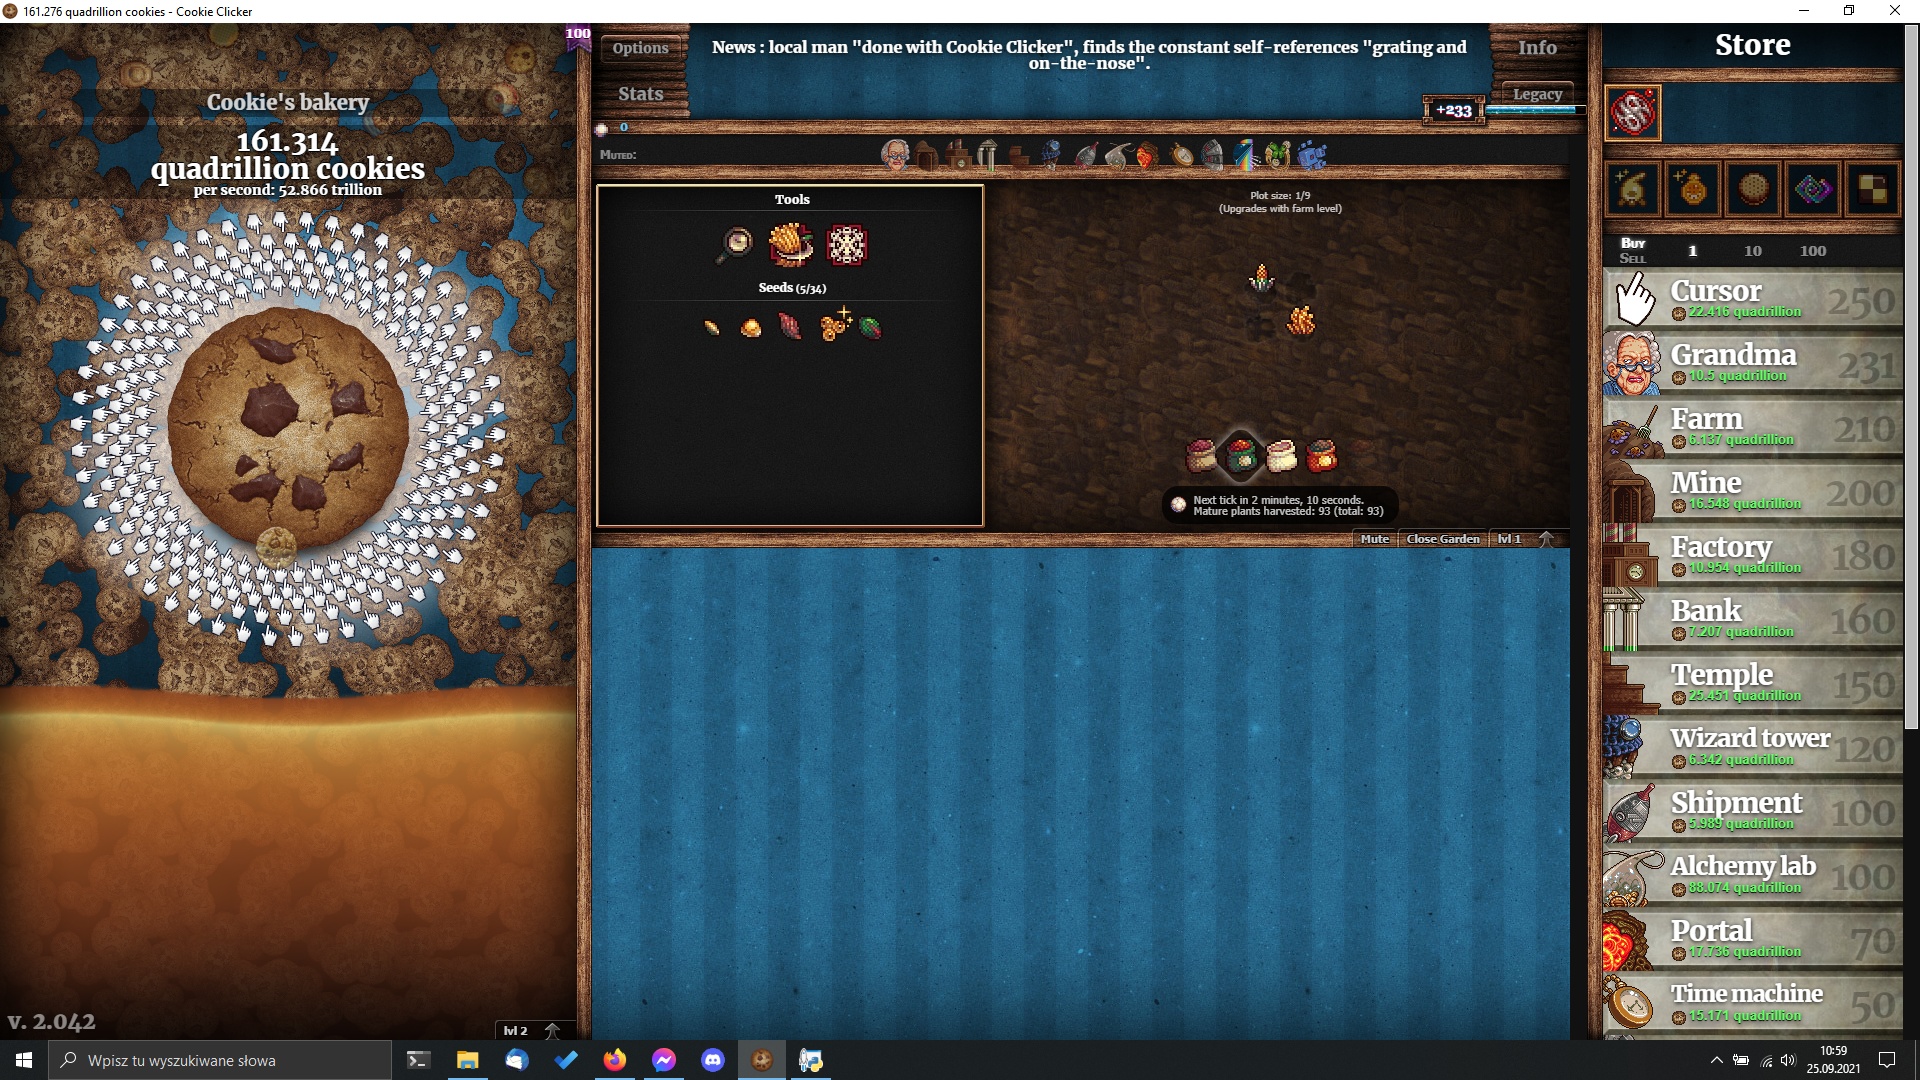 161.276 quadrillion cookies - Cookie Clicker
100
Cookie's bakery
161.314
quadrillion cookies
per second: 52.866 trillion
v. 2.042
lvl 2
Options
Stats
News : local man "done with Cookie Clicker", finds the constant self-references "grating and
on-the-nose".
Info
Legacy
+233
0
Muted:
Tools
Seeds (5/34)
Plot size: 1/9
(Upgrades with farm level)
Next tick in 2 minutes, 10 seconds.
Mature plants harvested: 93 (total: 93)
Mute
Close Garden
lvl 1
Store
Buy
Sell
1
10
100
Cursor
22.416 quadrillion
250
Grandma
10.5 quadrillion
231
Farm
6.137 quadrillion
210
Mine
16.548 quadrillion
200
Factory
10.954 quadrillion
180
Bank
7.207 quadrillion
160
Temple
25.451 quadrillion
150
Wizard tower
6.342 quadrillion
120
Shipment
5.989 quadrillion
100
Alchemy lab
88.074 quadrillion
100
Portal
17.736 quadrillion
70
Time machine
15.171 quadrillion
50
Wpisz tu wyszukiwane słowa
10:59
25.09.2021